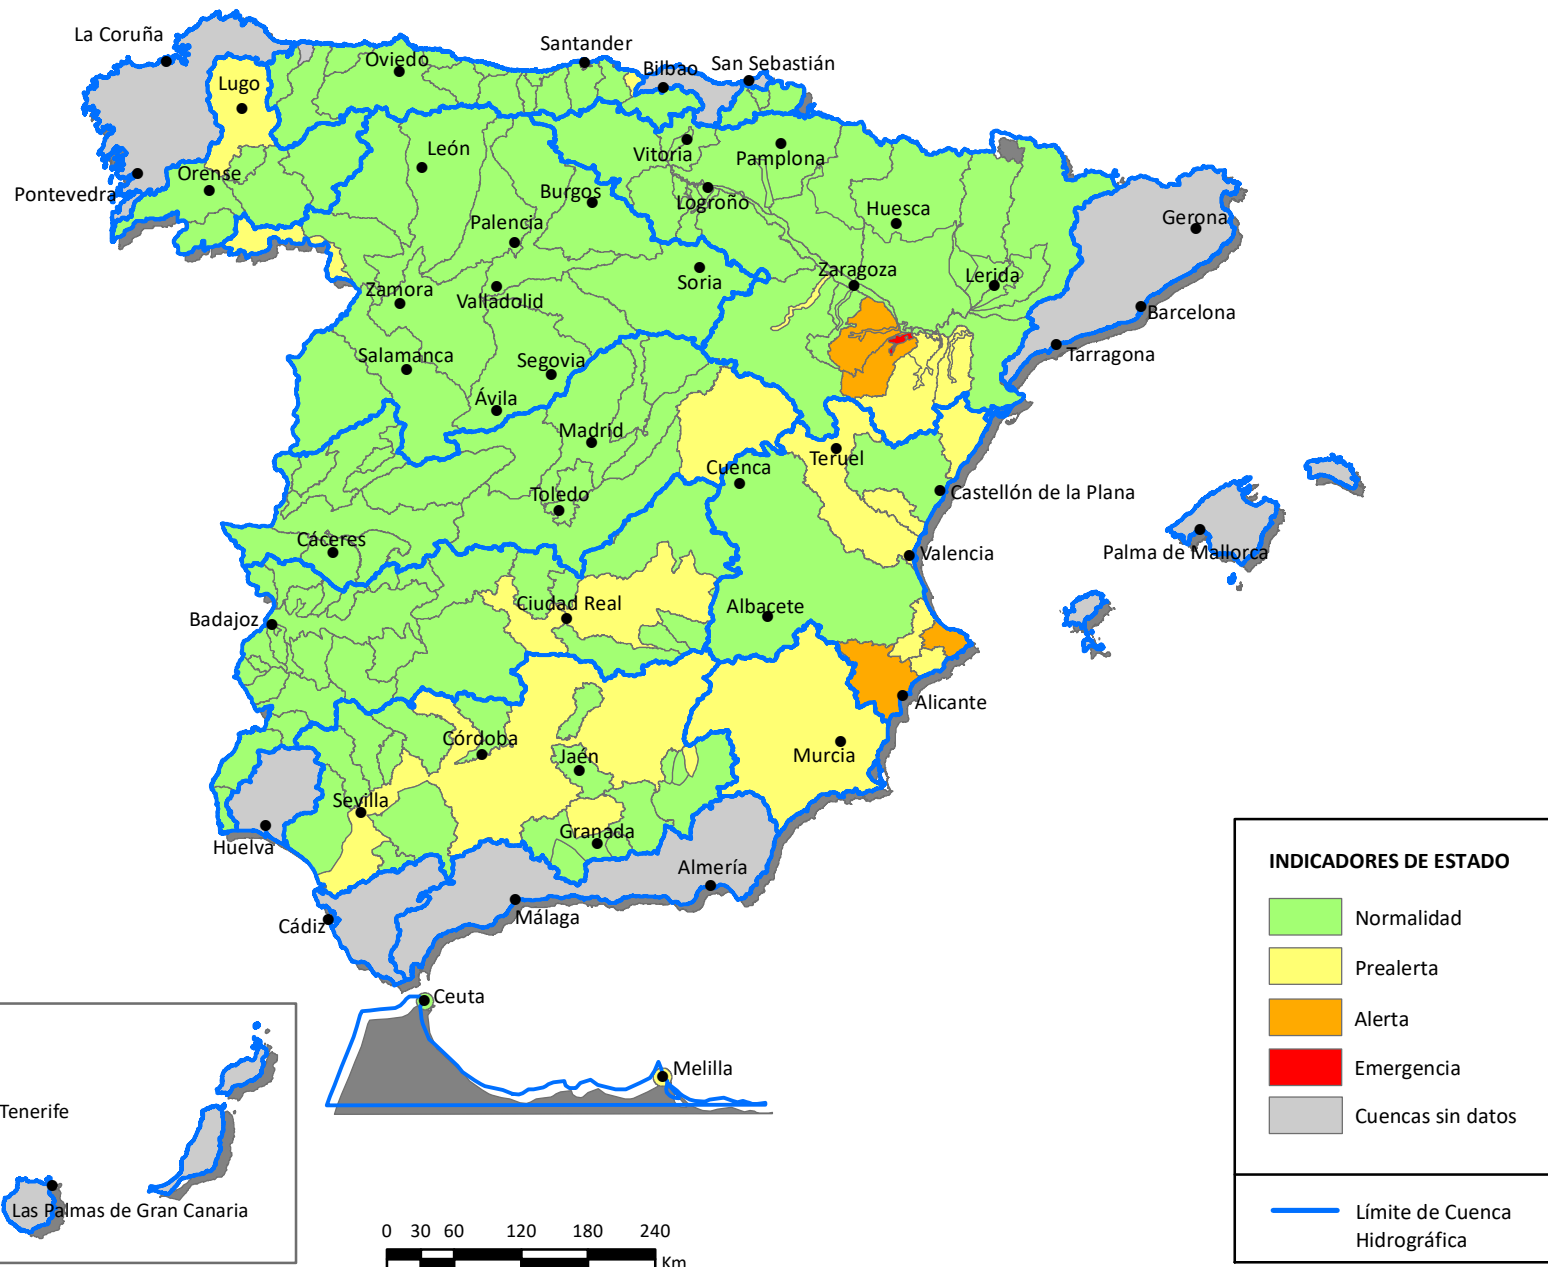 La Coruña
Santander
Oviedo
Bilbao
San Sebastián
Lugo
León
Vitoria
Pamplona
Orense
Pontevedra
Burgos
Logroño
Palencia
Huesca
Gerona
Zaragoza
Lerida
Soria
Zamora
Valladolid
Barcelona
Salamanca
Segovia
Tarragona
Ávila
Madrid
Teruel
Cuenca
Toledo
Castellón de la Plana
Cáceres
Valencia
Palma de Mallorca
Ciudad Real
Albacete
Badajoz
Alicante
Córdoba
Jaén
Murcia
Sevilla
Granada
Huelva
Almería
Cádiz
Málaga
Ceuta
Melilla
Tenerife
Las Palmas de Gran Canaria
0 30 60 120 180 240
Km
INDICADORES DE ESTADO
Normalidad
Prealerta
Alerta
Emergencia
Cuencas sin datos
Límite de Cuenca
Hidrográfica